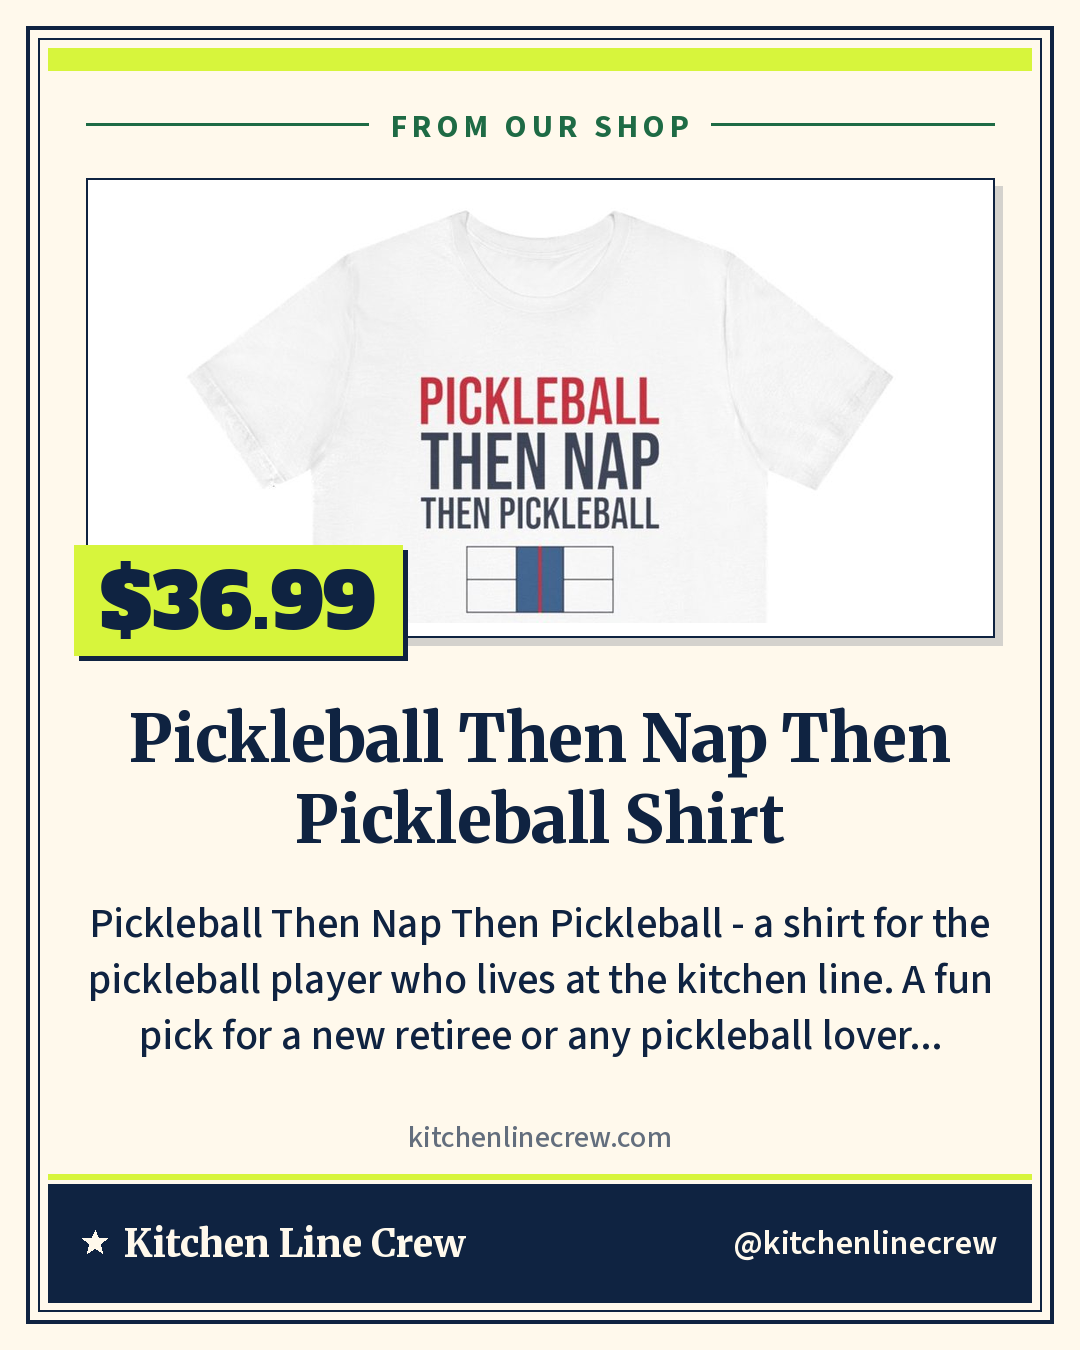 FROM OUR SHOP
PICKLEBALL
THEN NAP
THEN PICKLEBALL
$36.99
Pickleball Then Nap Then
Pickleball Shirt
Pickleball Then Nap Then Pickleball - a shirt for the
pickleball player who lives at the kitchen line. A fun
pick for a new retiree or any pickleball lover...
kitchenlinecrew.com
Kitchen Line Crew
@kitchenlinecrew